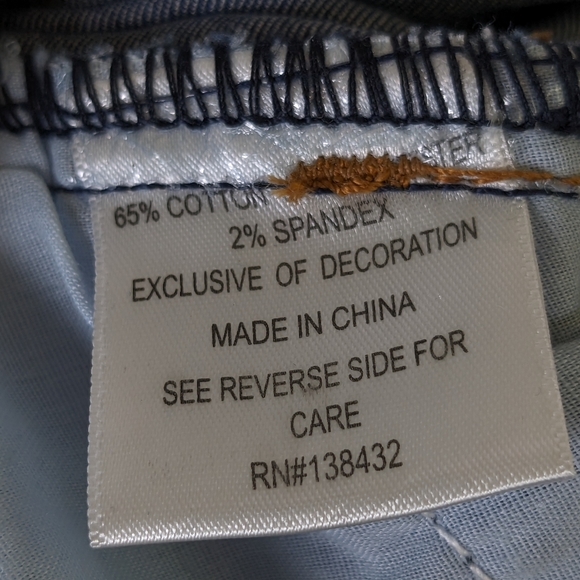 65% COTTON
2% SPANDEX
EXCLUSIVE OF DECORATION
MADE IN CHINA
SEE REVERSE SIDE FOR
CARE
RN#138432